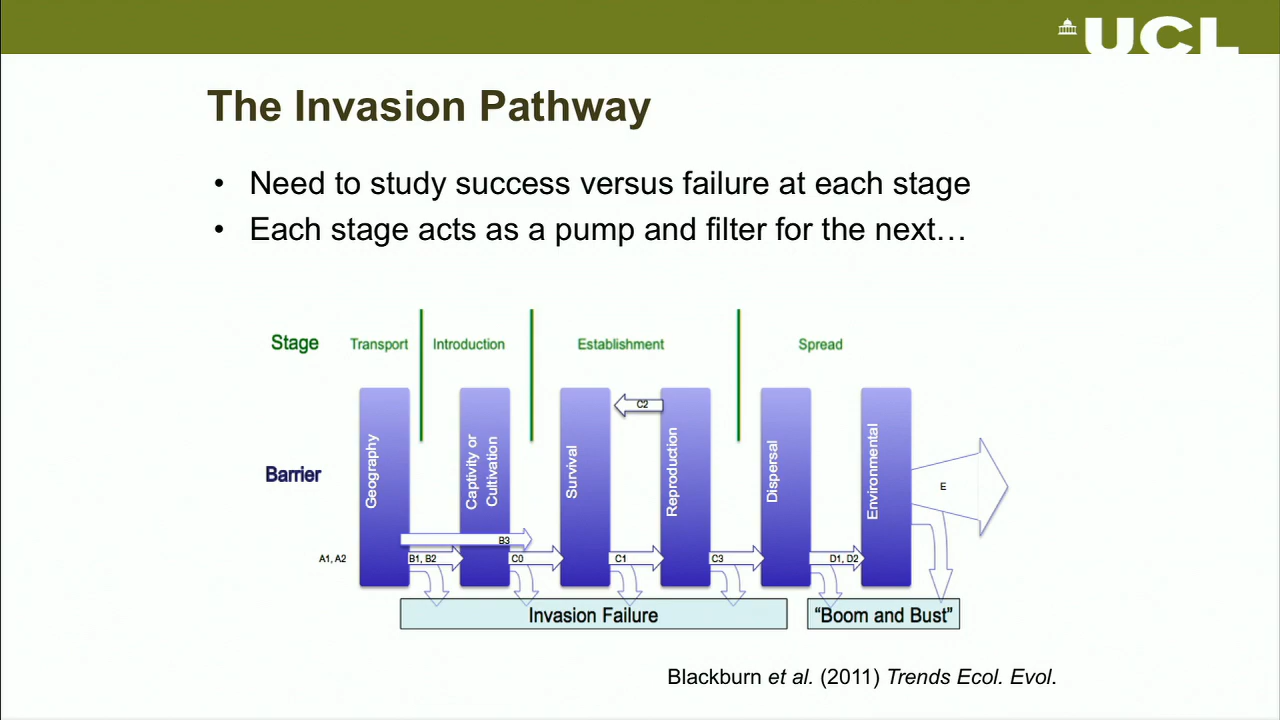 UCL
The Invasion Pathway
• Need to study success versus failure at each stage
• Each stage acts as a pump and filter for the next…
Stage Transport Introduction Establishment Spread
C2
Barrier
Geography
Captivity or
Cultivation
Survival
Reproduction
Dispersal
Environmental
E
B3
A1, A2 B1, B2 C0 C1 C3 D1, D2
Invasion Failure "Boom and Bust"
Blackburn et al. (2011) Trends Ecol. Evol.